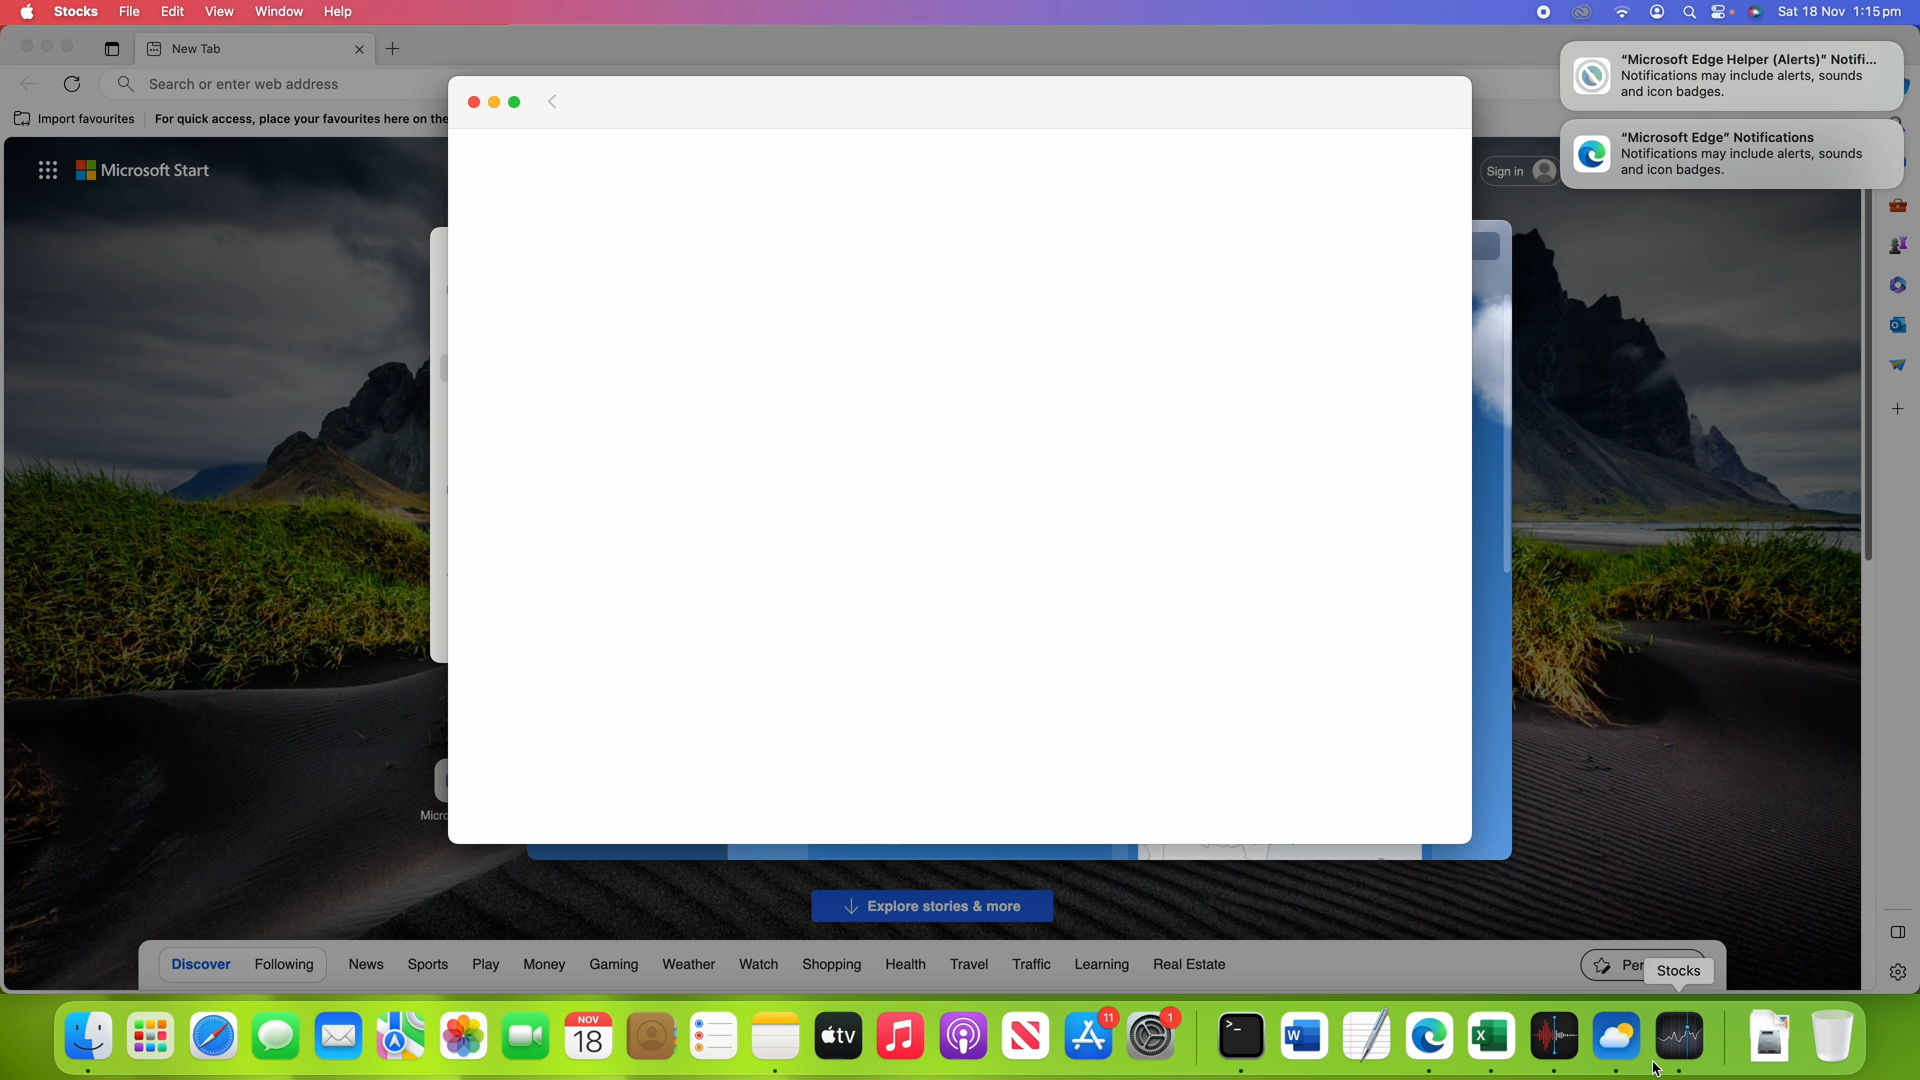 Stocks File Edit View Window Help
Sat 18 Nov 1:15 pm
New Tab
Search or enter web address
Import favourites
For quick access, place your favourites here on the
"Microsoft Edge Helper (Alerts)" Notifi...
Notifications may include alerts, sounds
and icon badges.
"Microsoft Edge" Notifications
Notifications may include alerts, sounds
and icon badges.
Microsoft Start
Sign in
Explore stories & more
Discover Following News Sports Play Money Gaming Weather Watch Shopping Health Travel Traffic Learning Real Estate
Stocks
NOV
18
tv
11
1
W
X